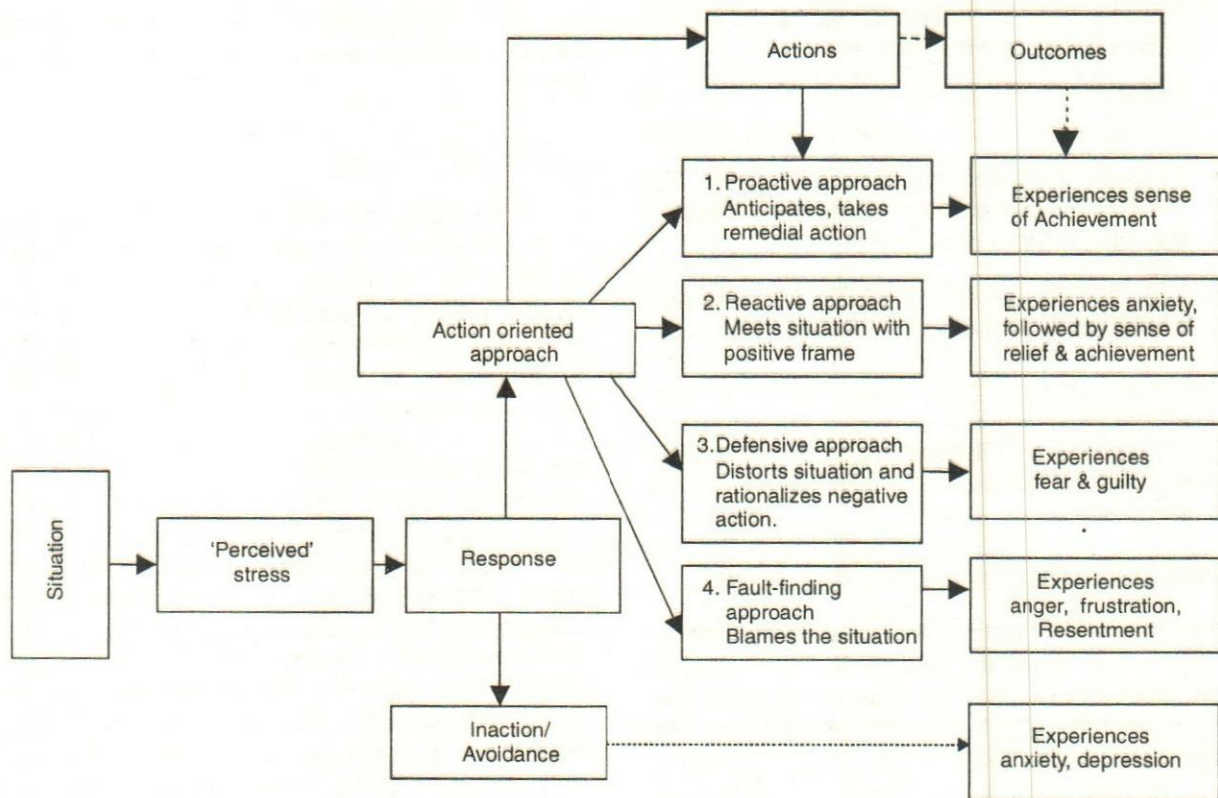 Actions
Outcomes
1. Proactive approach
Anticipates, takes
remedial action
Experiences sense
of Achievement
Action oriented
approach
2. Reactive approach
Meets situation with
positive frame
Experiences anxiety,
followed by sense of
relief & achievement
3.Defensive approach
Distorts situation and
rationalizes negative
action.
Experiences
fear & guilty
Situation
'Perceived'
stress
Response
4. Fault-finding
approach
Blames the situation
Experiences
anger, frustration,
Resentment
Inaction/
Avoidance
Experiences
anxiety, depression